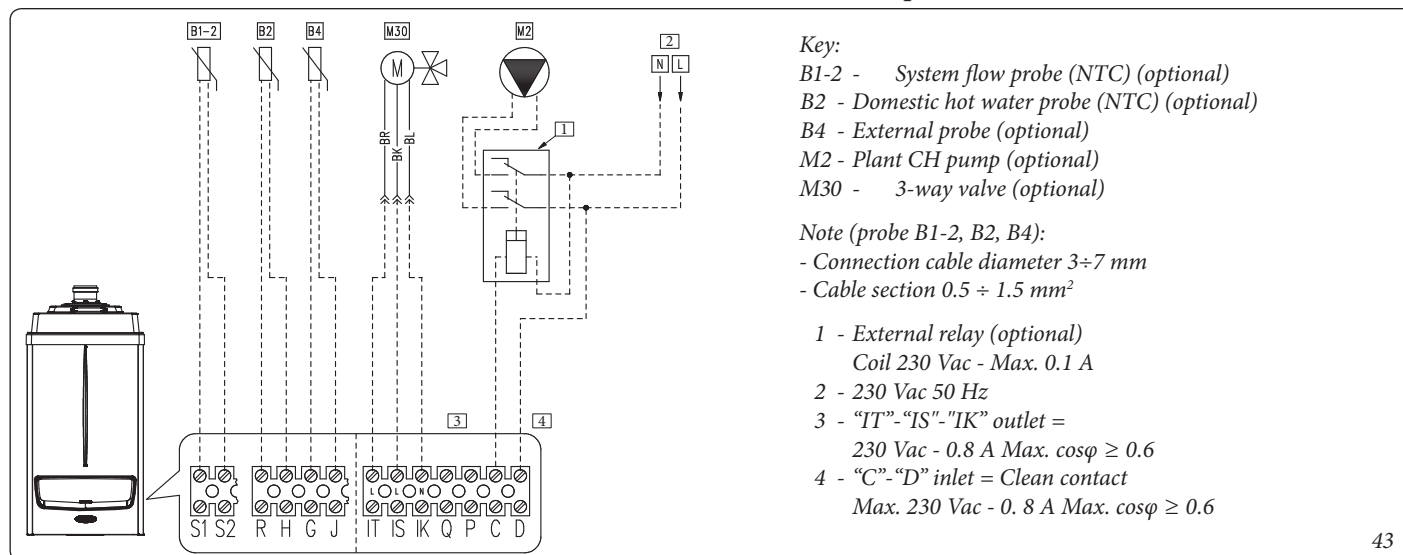 B1-2 B2 B4 M30 M2 2
N L
M
1
BR BK BL
3 4
L L N
S1 S2 R H G J IT IS IK Q P C D
Key:
B1-2 - System flow probe (NTC) (optional)
B2 - Domestic hot water probe (NTC) (optional)
B4 - External probe (optional)
M2 - Plant CH pump (optional)
M30 - 3-way valve (optional)
Note (probe B1-2, B2, B4):
- Connection cable diameter 3÷7 mm
- Cable section 0.5 ÷ 1.5 mm²
1 - External relay (optional)
Coil 230 Vac - Max. 0.1 A
2 - 230 Vac 50 Hz
3 - “IT”-“IS"-"IK” outlet =
230 Vac - 0.8 A Max. cosφ ≥ 0.6
4 - “C”-“D” inlet = Clean contact
Max. 230 Vac - 0. 8 A Max. cosφ ≥ 0.6
43